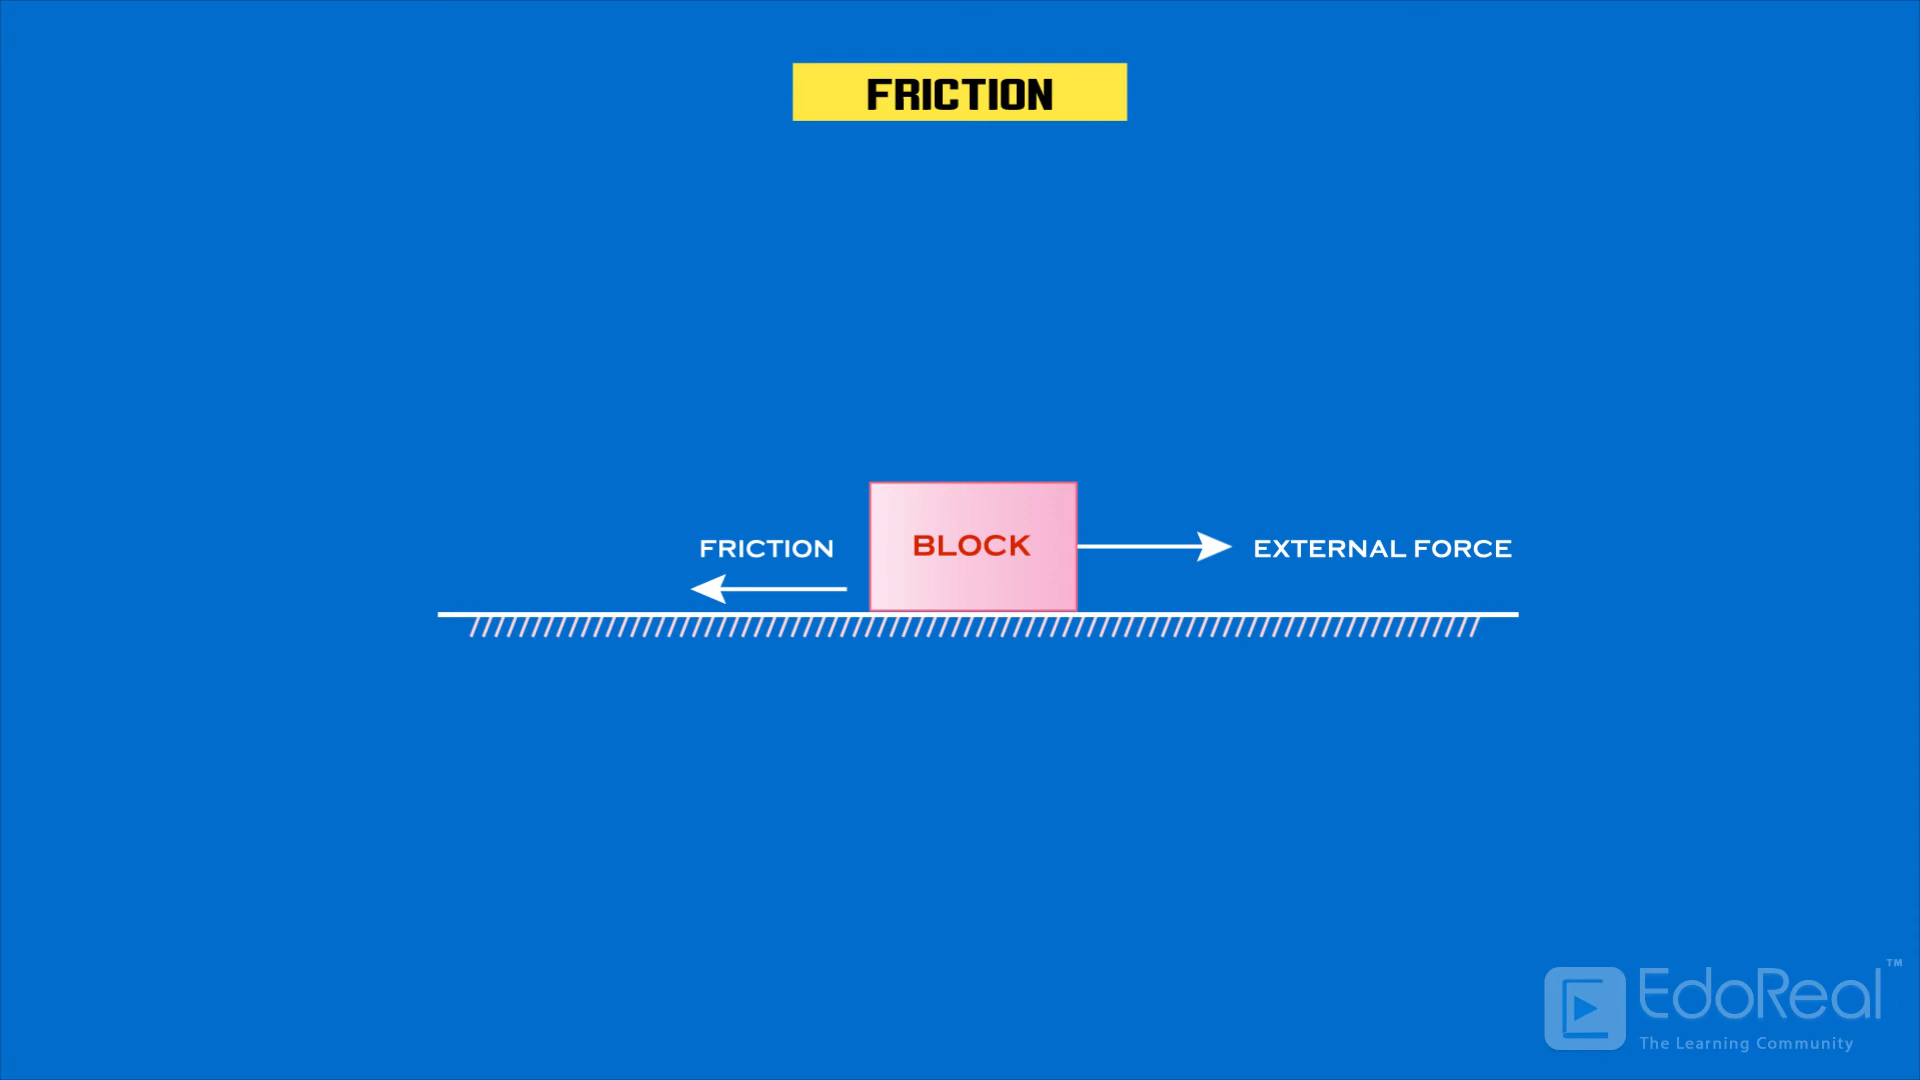 FRICTION
FRICTION
BLOCK
EXTERNAL FORCE
EdoReal™
The Learning Community